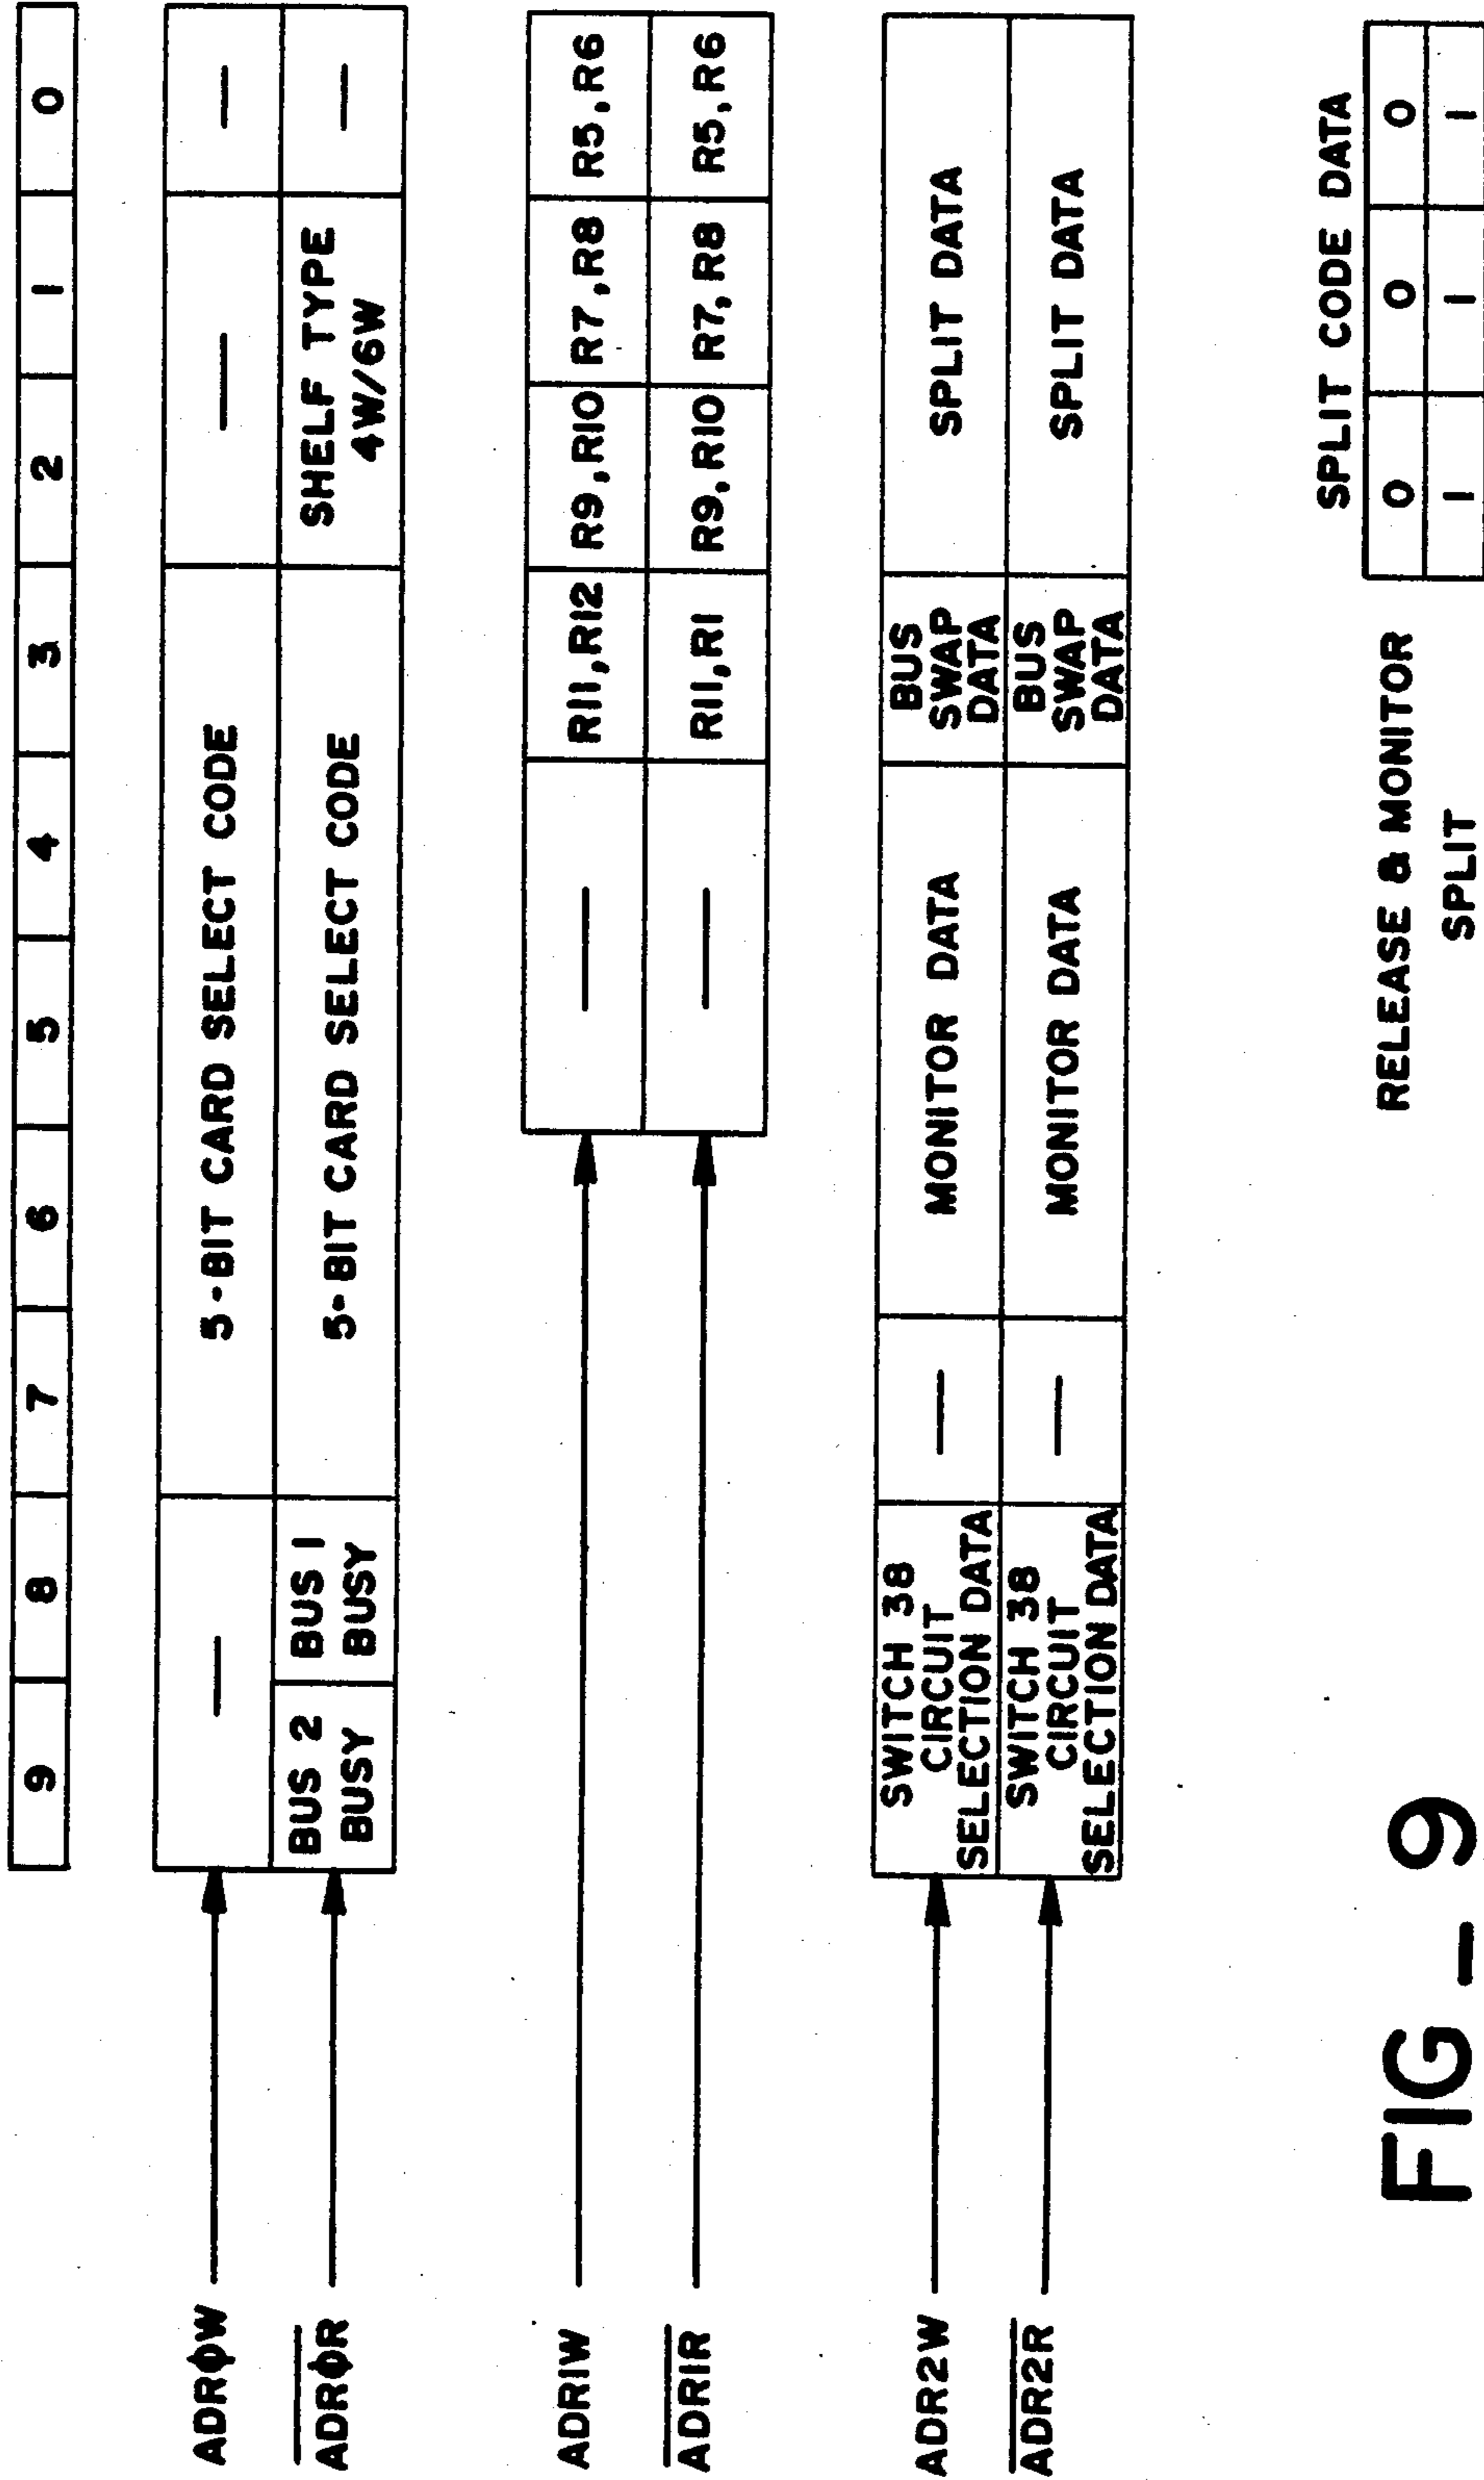 9 8 7 6 5 4 3 2 1 0
ADRφW — 5-BIT CARD SELECT CODE — —
ADRφR BUS 2 BUSY BUS 1 BUSY 5-BIT CARD SELECT CODE SHELF TYPE 4W/6W —
ADR1W — R11,R12 R9,R10 R7,R8 R5,R6
ADR1R — R11,R1 R9,R10 R7,R8 R5,R6
ADR2W SWITCH 38 CIRCUIT SELECTION DATA — MONITOR DATA BUS SWAP DATA SPLIT DATA
ADR2R SWITCH 38 CIRCUIT SELECTION DATA — MONITOR DATA BUS SWAP DATA SPLIT DATA
SPLIT CODE DATA
RELEASE & MONITOR 0 0 0
SPLIT 1 1 1
FIG — 9